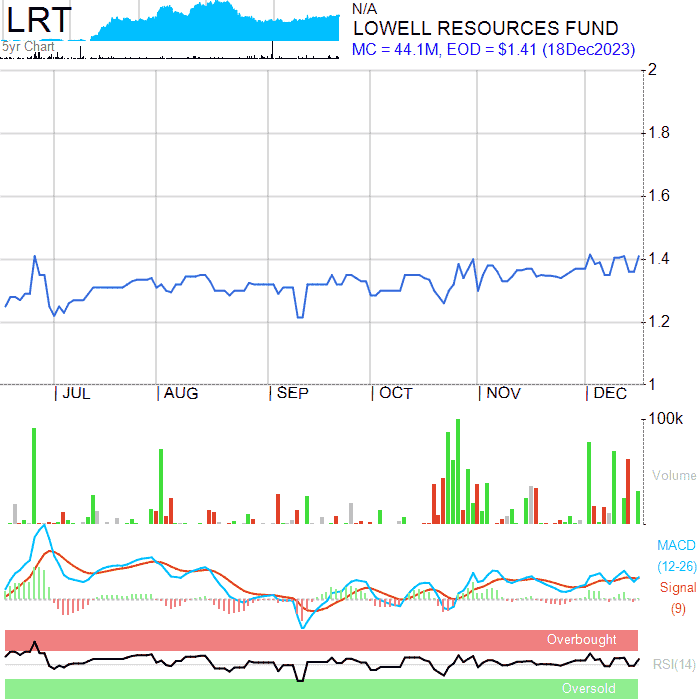 LRT
N/A
LOWELL RESOURCES FUND
MC = 44.1M, EOD = $1.41 (18Dec2023)
5yr Chart
2
1.8
1.6
1.4
1.2
1
JUL AUG SEP OCT NOV DEC
100k
Volume
MACD
(12-26)
Signal
(9)
Overbought
RSI(14)
Oversold